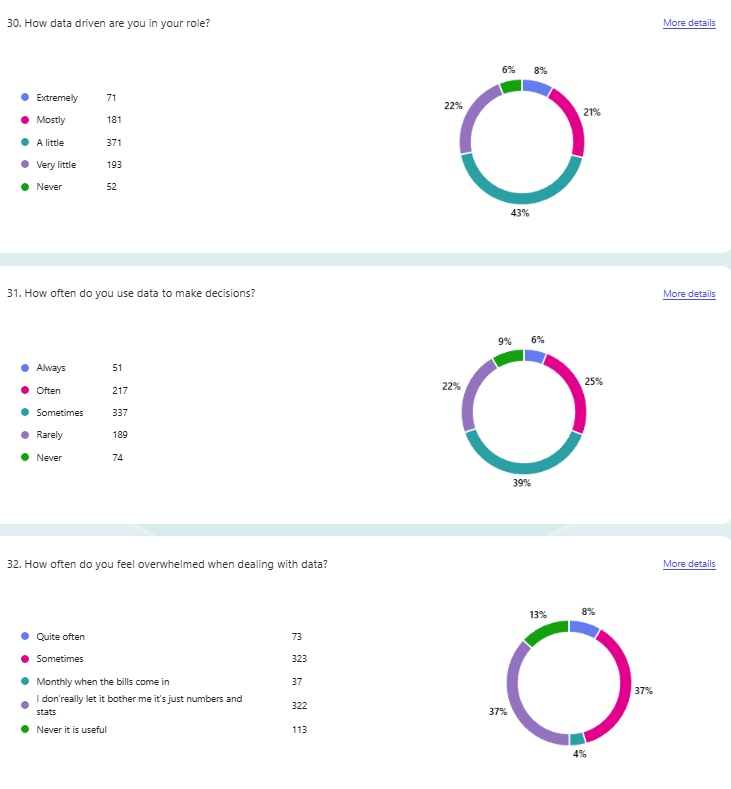 30. How data driven are you in your role?
More details
Extremely 71
Mostly 181
A little 371
Very little 193
Never 52
6%
8%
22%
21%
43%
31. How often do you use data to make decisions?
More details
Always 51
Often 217
Sometimes 337
Rarely 189
Never 74
9%
6%
22%
25%
39%
32. How often do you feel overwhelmed when dealing with data?
More details
Quite often 73
Sometimes 323
Monthly when the bills come in 37
I don'really let it bother me it's just numbers and
stats 322
Never it is useful 113
13%
8%
37%
37%
4%